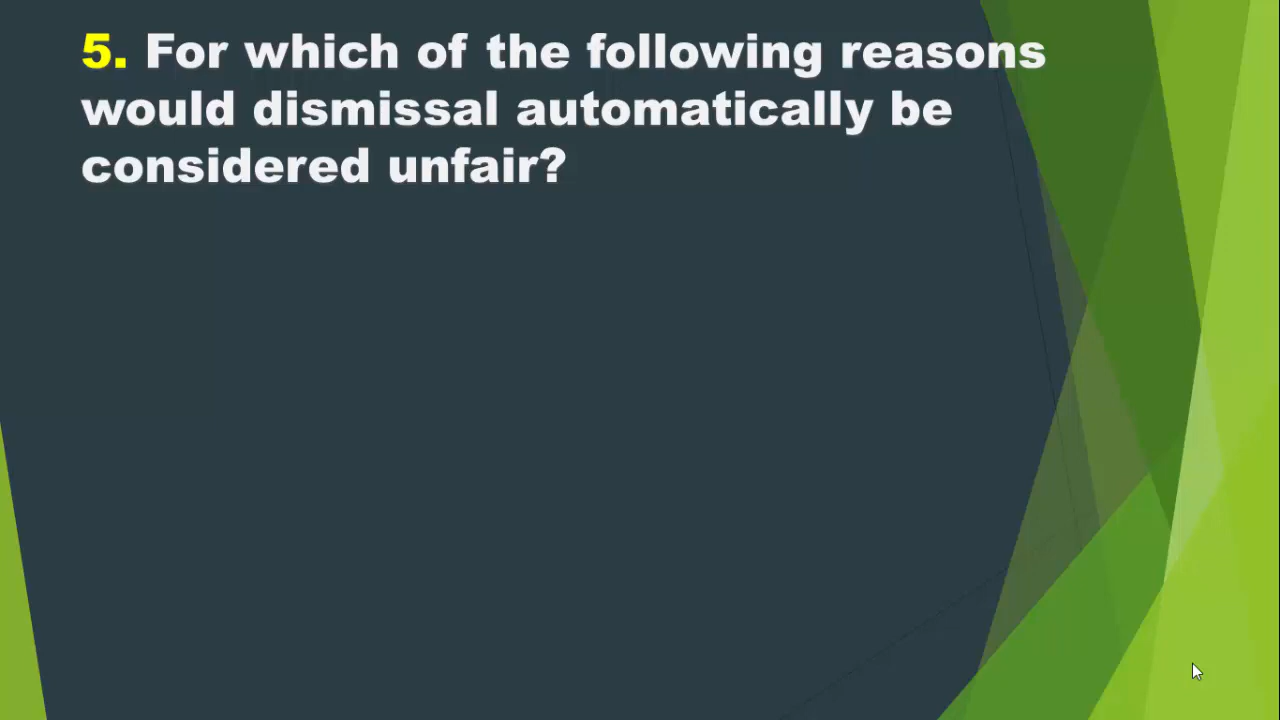 5. For which of the following reasons
would dismissal automatically be
considered unfair?